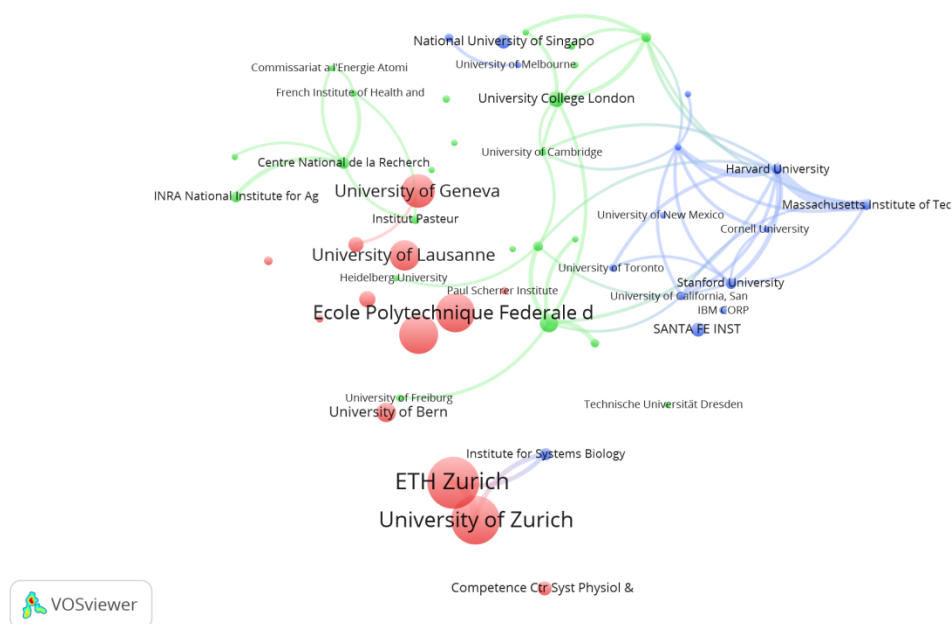 National University of Singapo
University of Melbourne
Commissariat a l'Energie Atomi
French Institute of Health and
University College London
University of Cambridge
Centre National de la Recherch
Harvard University
University of Geneva
INRA National Institute for Ag
Massachusetts Institute of Tec
Institut Pasteur
University of New Mexico
Cornell University
University of Lausanne
University of Toronto
Heidelberg University
Stanford University
Paul Scherrer Institute
University of California, San
IBM CORP
Ecole Polytechnique Federale d
SANTA FE INST
University of Freiburg
Technische Universität Dresden
University of Bern
Institute for Systems Biology
ETH Zurich
University of Zurich
Competence Ctr Syst Physiol &
VOSviewer